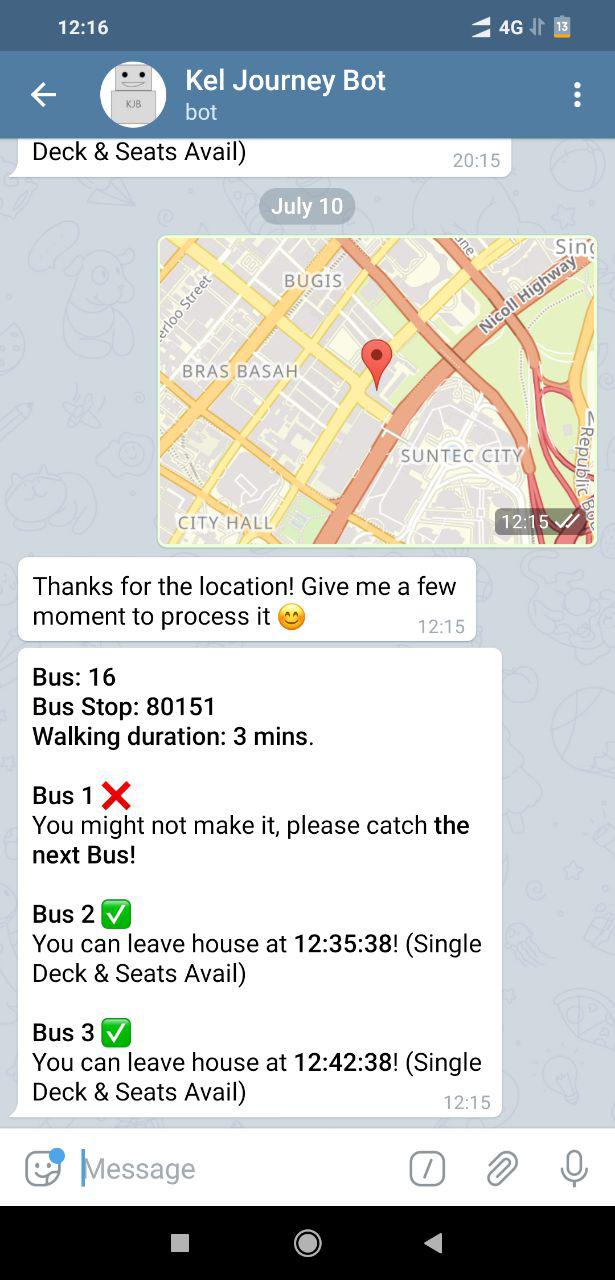 12:16
4G
13
KJB
Kel Journey Bot
bot
Deck & Seats Avail)
20:15
July 10
BUGIS
Nicoll Highway
BRAS BASAH
SUNTEC CITY
CITY HALL
12:15
Thanks for the location! Give me a few
moment to process it 😊
12:15
Bus: 16
Bus Stop: 80151
Walking duration: 3 mins.
Bus 1 ❌
You might not make it, please catch the
next Bus!
Bus 2 ✅
You can leave house at 12:35:38! (Single
Deck & Seats Avail)
Bus 3 ✅
You can leave house at 12:42:38! (Single
Deck & Seats Avail)
12:15
Message